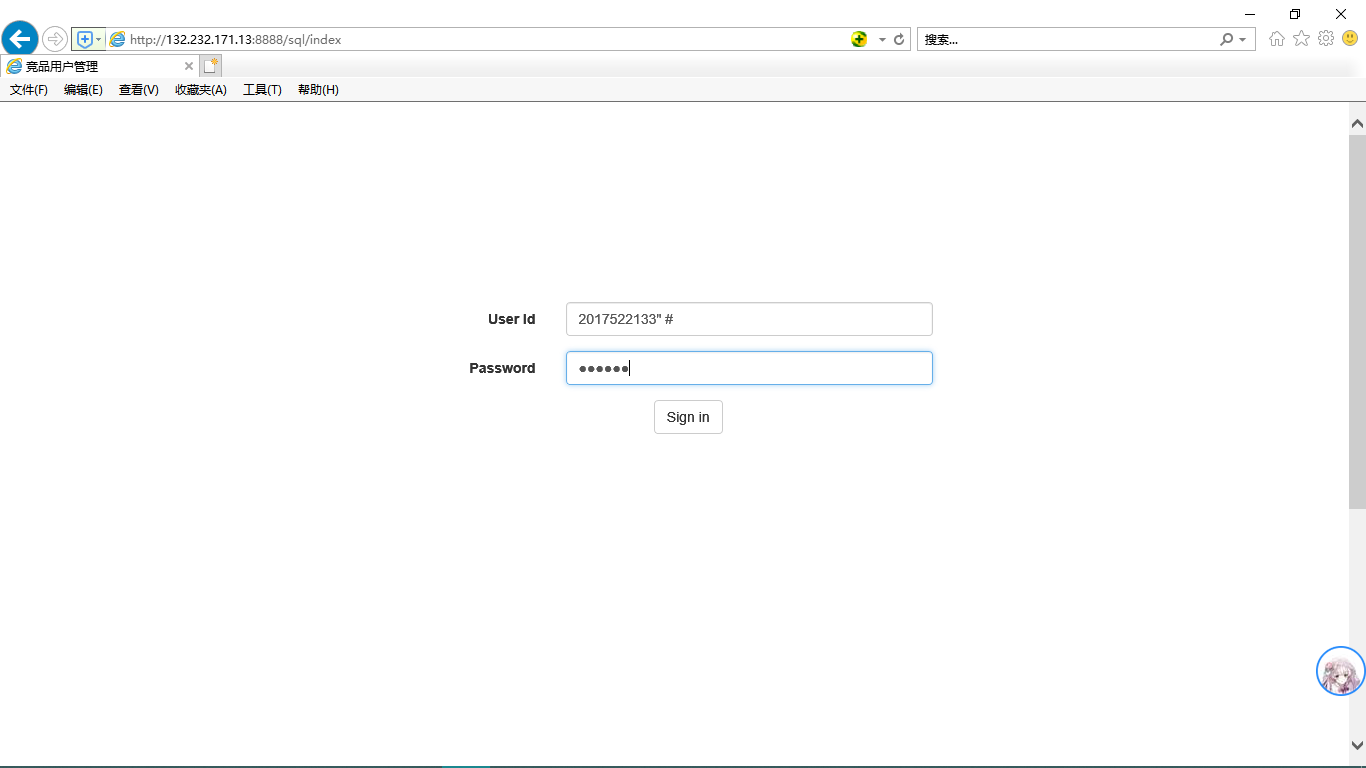 http://132.232.171.13:8888/sql/index
搜索...
竞品用户管理
文件(F) 编辑(E) 查看(V) 收藏夹(A) 工具(T) 帮助(H)
User Id 2017522133" #
Password ●●●●●●
Sign in